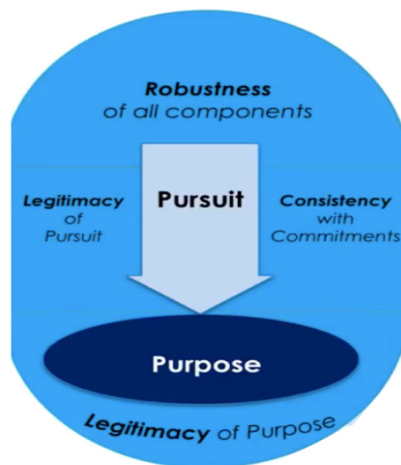 Robustness
of all components
Legitimacy
of
Pursuit
Pursuit
Consistency
with
Commitments
Purpose
Legitimacy of Purpose